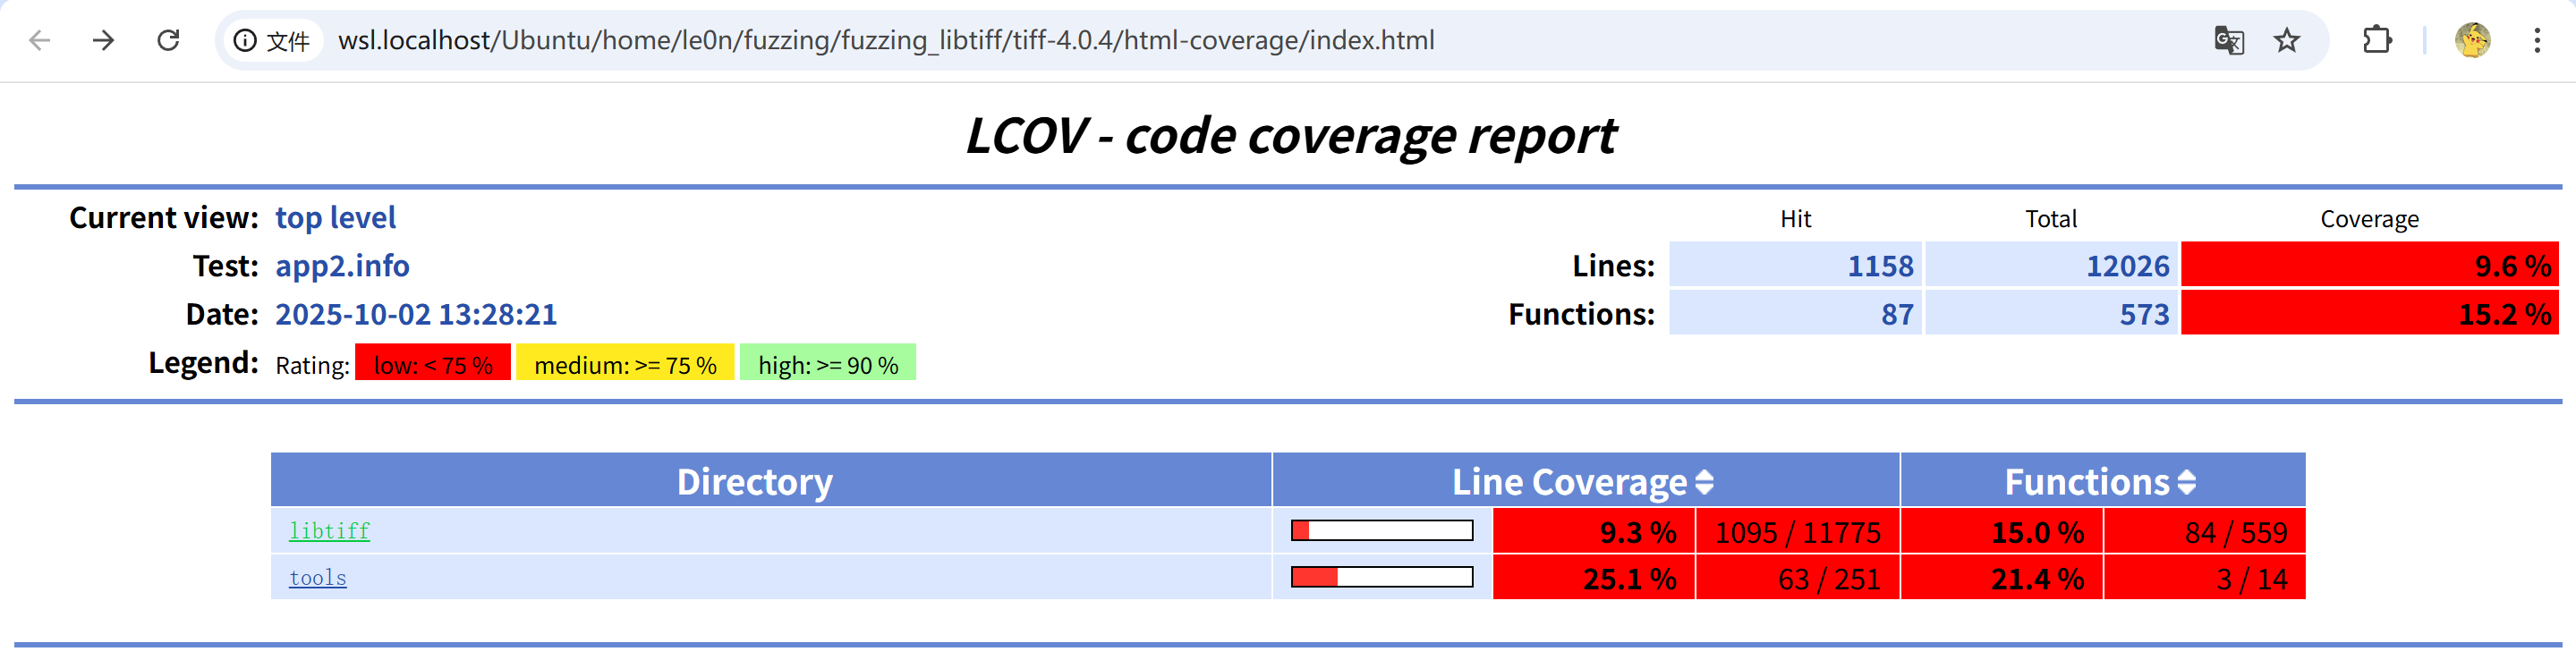 文件 wsl.localhost/Ubuntu/home/le0n/fuzzing/fuzzing_libtiff/tiff-4.0.4/html-coverage/index.html
LCOV - code coverage report
Current view: top level
Hit Total Coverage
Test: app2.info
Lines: 1158 12026 9.6 %
Date: 2025-10-02 13:28:21
Functions: 87 573 15.2 %
Legend: Rating: low: < 75 % medium: >= 75 % high: >= 90 %
Directory Line Coverage Functions
libtiff 9.3 % 1095 / 11775 15.0 % 84 / 559
tools 25.1 % 63 / 251 21.4 % 3 / 14